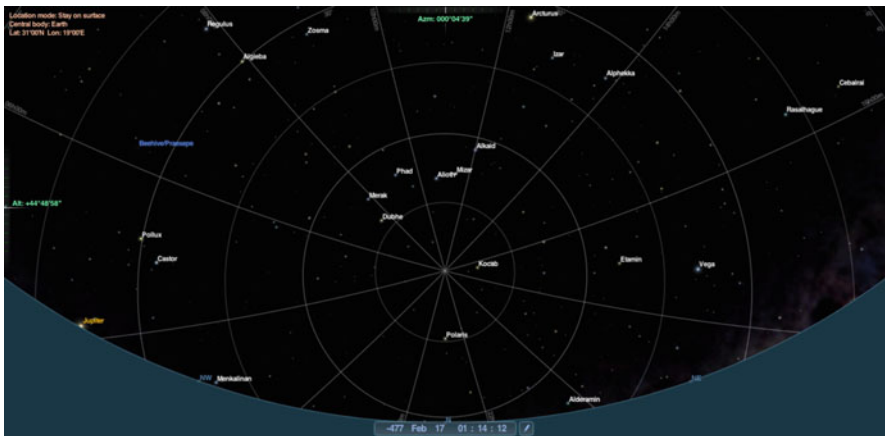 Location mode: Stay on surface
Central body: Earth
Lat: 31°00'N Lon: 19°00'E
Regulus
Zosma
Azm: 000°04'39"
Arcturus
Algieba
Izar
Alphekka
Cebalrai
Rasalhague
Beehive/Praesepe
Alkaid
Phad
Alioth
Mizar
Merak
Alt: +44°48'58"
Dubhe
Pollux
Castor
Kocab
Etamin
Vega
Jupiter
Polaris
NW
Menkalinan
NE
Alderamin
N
-477 Feb 17 01 : 14 : 12